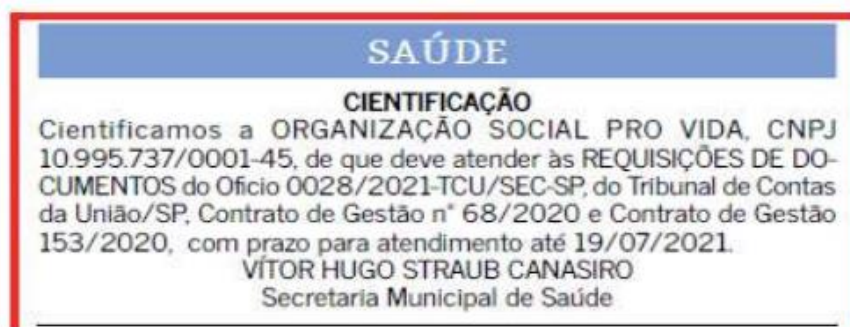 SAÚDE
CIENTIFICAÇÃO
Cientificamos a ORGANIZAÇÃO SOCIAL PRO VIDA, CNPJ
10.995.737/0001-45, de que deve atender às REQUISIÇÕES DE DO-
CUMENTOS do Oficio 0028/2021-TCU/SEC-SP, do Tribunal de Contas
da União/SP, Contrato de Gestão n° 68/2020 e Contrato de Gestão
153/2020, com prazo para atendimento até 19/07/2021.
VÍTOR HUGO STRAUB CANASIRO
Secretaria Municipal de Saúde